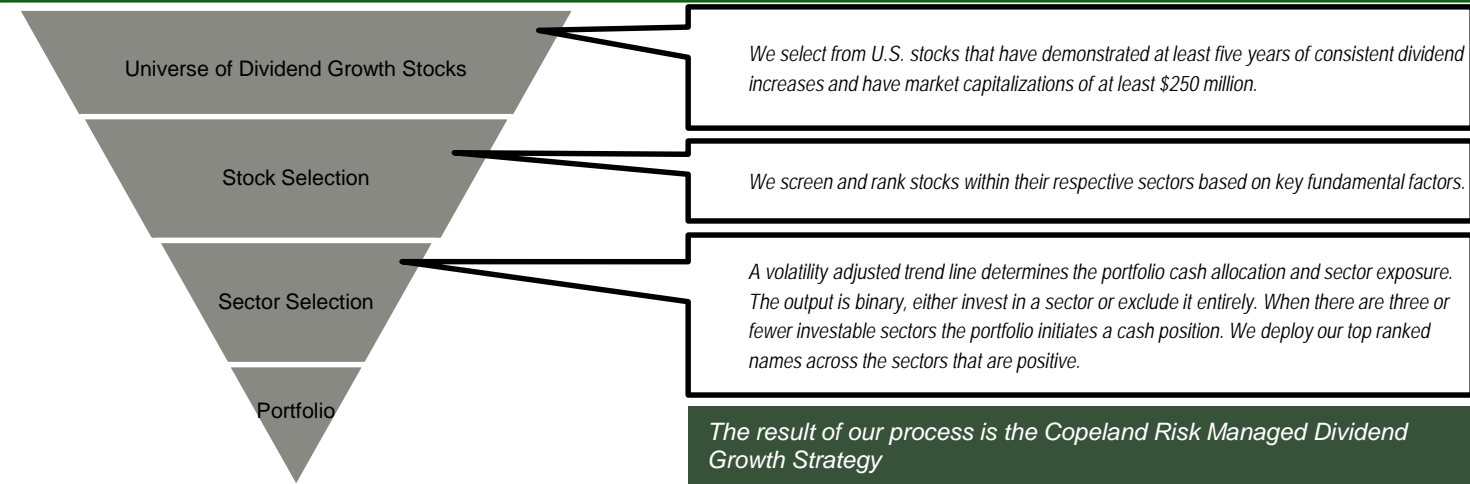 Universe of Dividend Growth Stocks
We select from U.S. stocks that have demonstrated at least five years of consistent dividend
increases and have market capitalizations of at least $250 million.
Stock Selection
We screen and rank stocks within their respective sectors based on key fundamental factors.
Sector Selection
A volatility adjusted trend line determines the portfolio cash allocation and sector exposure.
The output is binary, either invest in a sector or exclude it entirely. When there are three or
fewer investable sectors the portfolio initiates a cash position. We deploy our top ranked
names across the sectors that are positive.
Portfolio
The result of our process is the Copeland Risk Managed Dividend
Growth Strategy